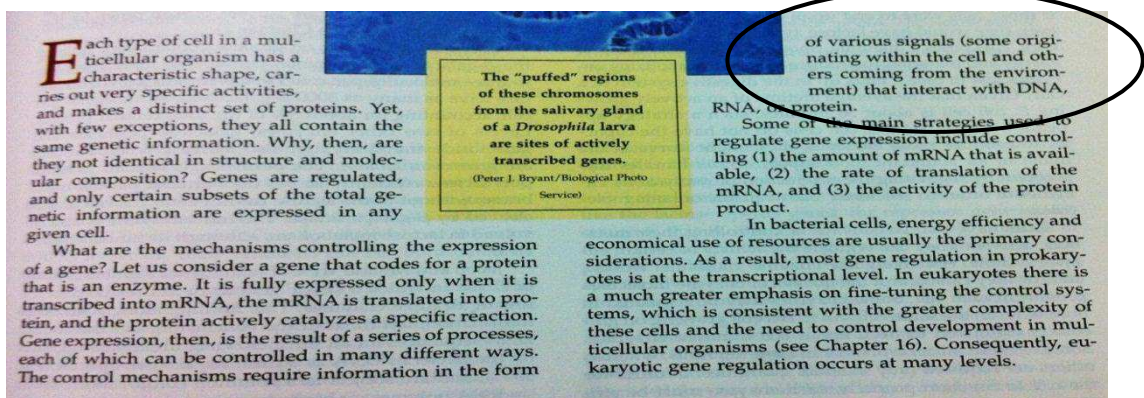 Each type of cell in a mul-
ticellular organism has a
characteristic shape, car-
ries out very specific activities,
and makes a distinct set of proteins. Yet,
with few exceptions, they all contain the
same genetic information. Why, then, are
they not identical in structure and molec-
ular composition? Genes are regulated,
and only certain subsets of the total ge-
netic information are expressed in any
given cell.
What are the mechanisms controlling the expression
of a gene? Let us consider a gene that codes for a protein
that is an enzyme. It is fully expressed only when it is
transcribed into mRNA, the mRNA is translated into pro-
tein, and the protein actively catalyzes a specific reaction.
Gene expression, then, is the result of a series of processes,
each of which can be controlled in many different ways.
The control mechanisms require information in the form
The "puffed" regions
of these chromosomes
from the salivary gland
of a Drosophila larva
are sites of actively
transcribed genes.
(Peter J. Bryant/Biological Photo
Service)
of various signals (some origi-
nating within the cell and oth-
ers coming from the environ-
ment) that interact with DNA,
RNA, or protein.
Some of the main strategies used to
regulate gene expression include control-
ling (1) the amount of mRNA that is avail-
able, (2) the rate of translation of the
mRNA, and (3) the activity of the protein
product.
In bacterial cells, energy efficiency and
economical use of resources are usually the primary con-
siderations. As a result, most gene regulation in prokary-
otes is at the transcriptional level. In eukaryotes there is
a much greater emphasis on fine-tuning the control sys-
tems, which is consistent with the greater complexity of
these cells and the need to control development in mul-
ticellular organisms (see Chapter 16). Consequently, eu-
karyotic gene regulation occurs at many levels.